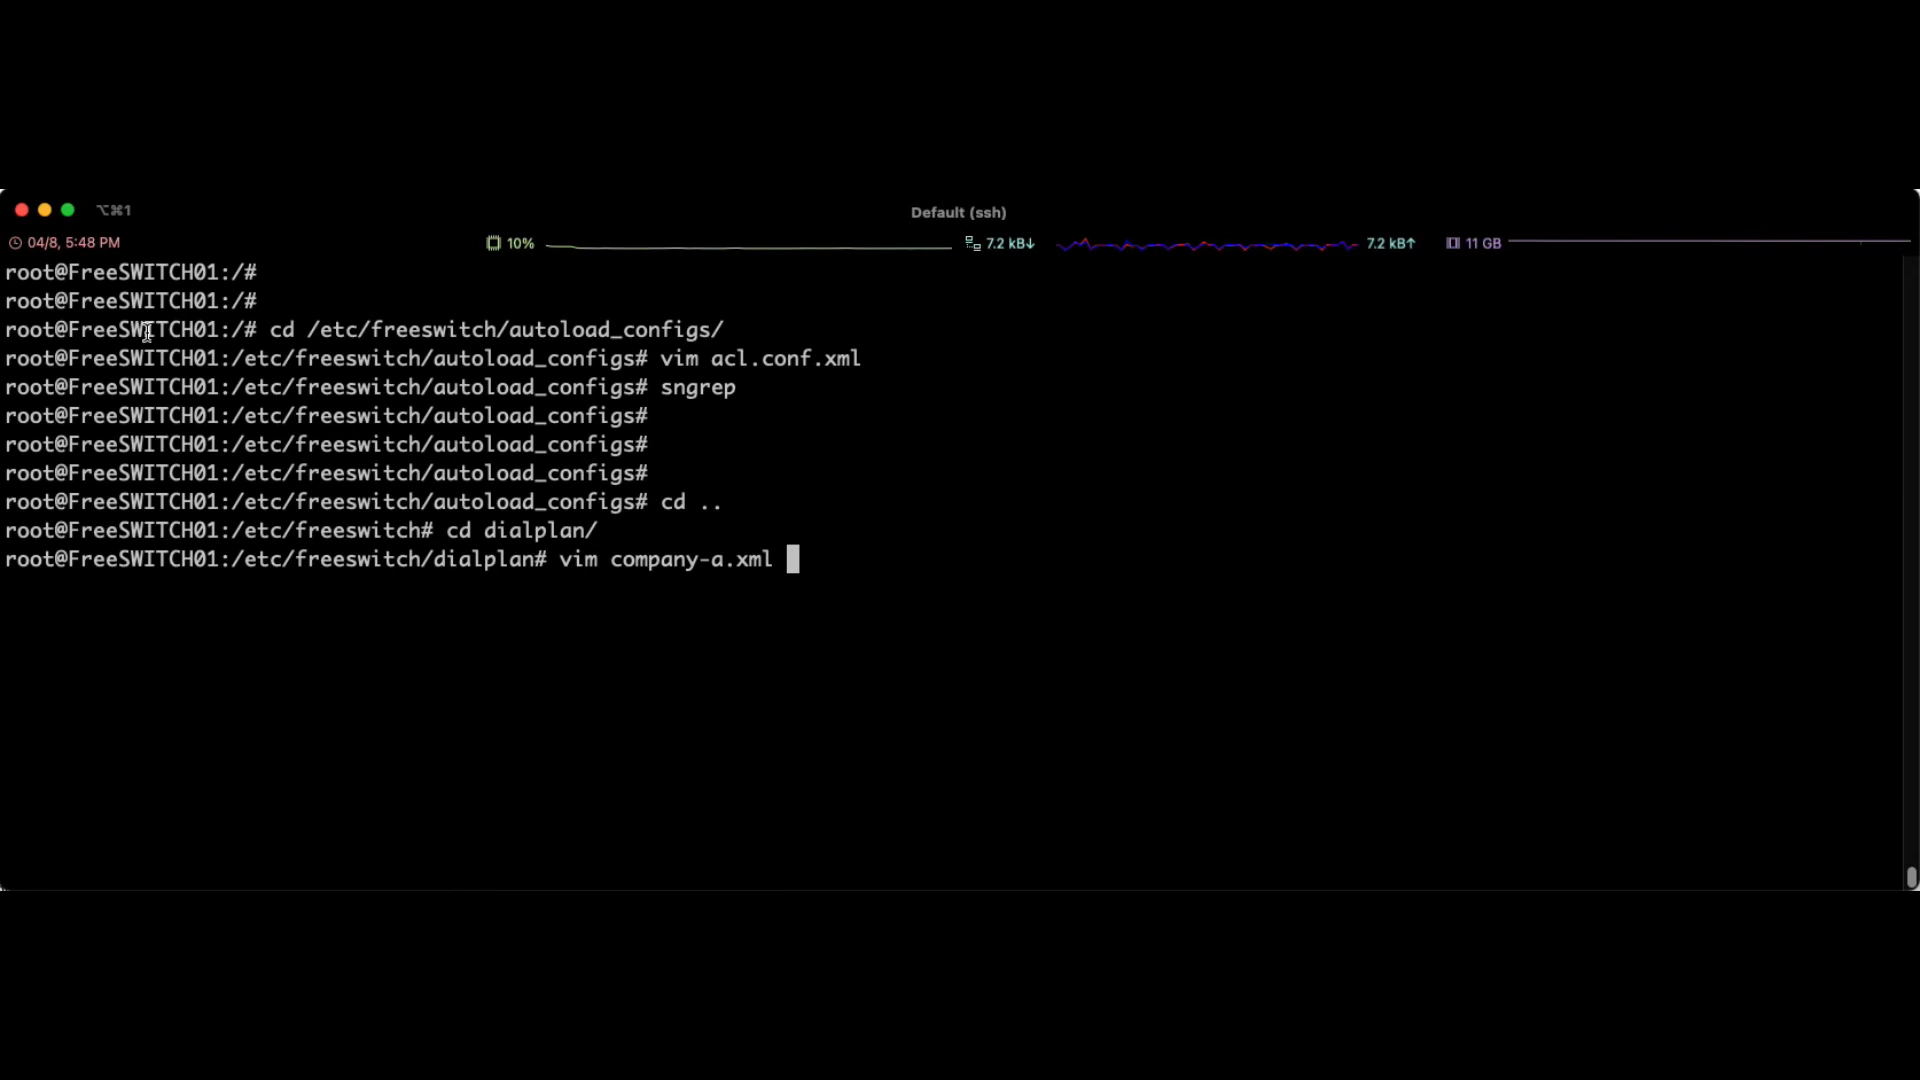 ⌥⌘1
Default (ssh)
04/8, 5:48 PM
10%
7.2 kB↓
7.2 kB↑
11 GB
root@FreeSWITCH01:/#
root@FreeSWITCH01:/#
root@FreeSWITCH01:/# cd /etc/freeswitch/autoload_configs/
root@FreeSWITCH01:/etc/freeswitch/autoload_configs# vim acl.conf.xml
root@FreeSWITCH01:/etc/freeswitch/autoload_configs# sngrep
root@FreeSWITCH01:/etc/freeswitch/autoload_configs#
root@FreeSWITCH01:/etc/freeswitch/autoload_configs#
root@FreeSWITCH01:/etc/freeswitch/autoload_configs#
root@FreeSWITCH01:/etc/freeswitch/autoload_configs# cd ..
root@FreeSWITCH01:/etc/freeswitch# cd dialplan/
root@FreeSWITCH01:/etc/freeswitch/dialplan# vim company-a.xml